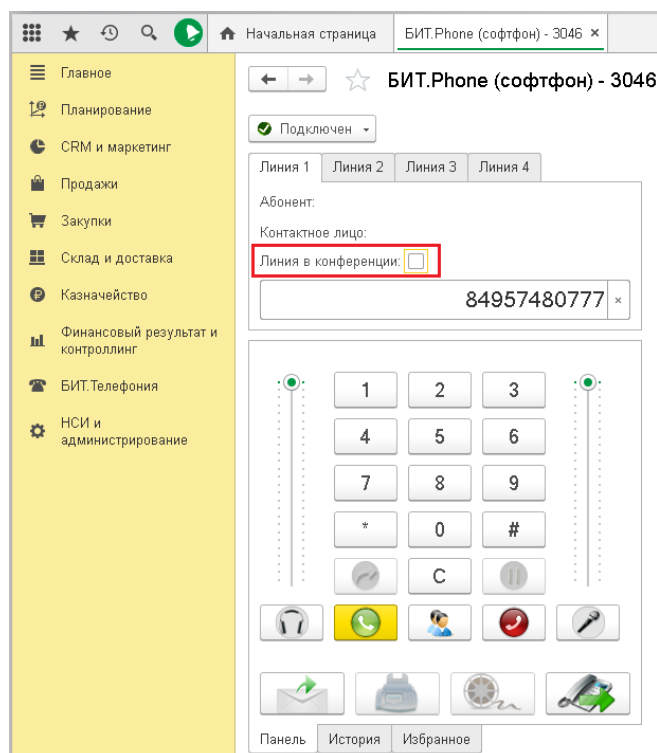 Начальная страница
БИТ.Phone (софтфон) - 3046 ×
Главное
Планирование
CRM и маркетинг
Продажи
Закупки
Склад и доставка
Казначейство
Финансовый результат и
контроллинг
БИТ.Телефония
НСИ и
администрирование
БИТ.Phone (софтфон) - 3046
Подключен
Линия 1 Линия 2 Линия 3 Линия 4
Абонент:
Контактное лицо:
Линия в конференции:
84957480777 ×
1 2 3
4 5 6
7 8 9
* 0 #
C
Панель История Избранное